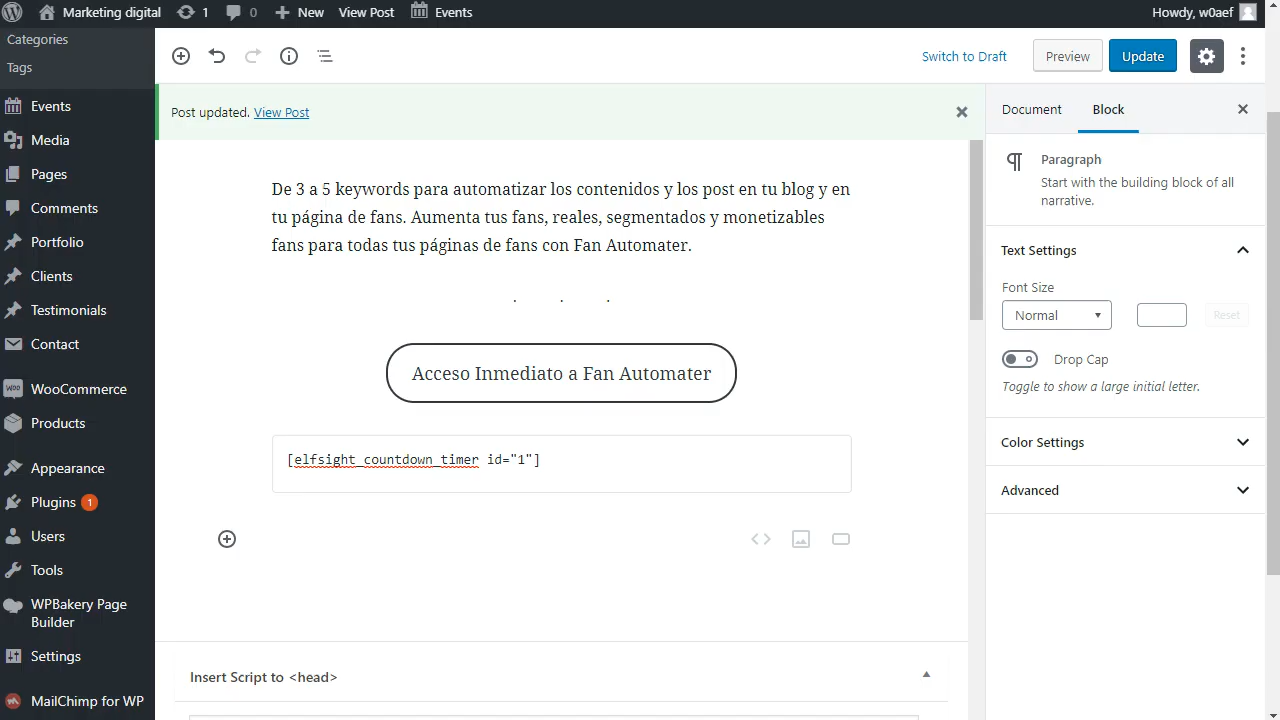 Marketing digital 1 0 New View Post Events Howdy, w0aef
Categories
Tags
Events
Media
Pages
Comments
Portfolio
Clients
Testimonials
Contact
WooCommerce
Products
Appearance
Plugins 1
Users
Tools
WPBakery Page
Builder
Settings
MailChimp for WP
Switch to Draft Preview Update
Post updated. View Post
De 3 a 5 keywords para automatizar los contenidos y los post en tu blog y en
tu página de fans. Aumenta tus fans, reales, segmentados y monetizables
fans para todas tus páginas de fans con Fan Automater.
. . .
Acceso Inmediato a Fan Automater
[elfsight_countdown_timer id="1"]
Insert Script to <head>
Document Block
Paragraph
Start with the building block of all
narrative.
Text Settings
Font Size
Normal Reset
Drop Cap
Toggle to show a large initial letter.
Color Settings
Advanced